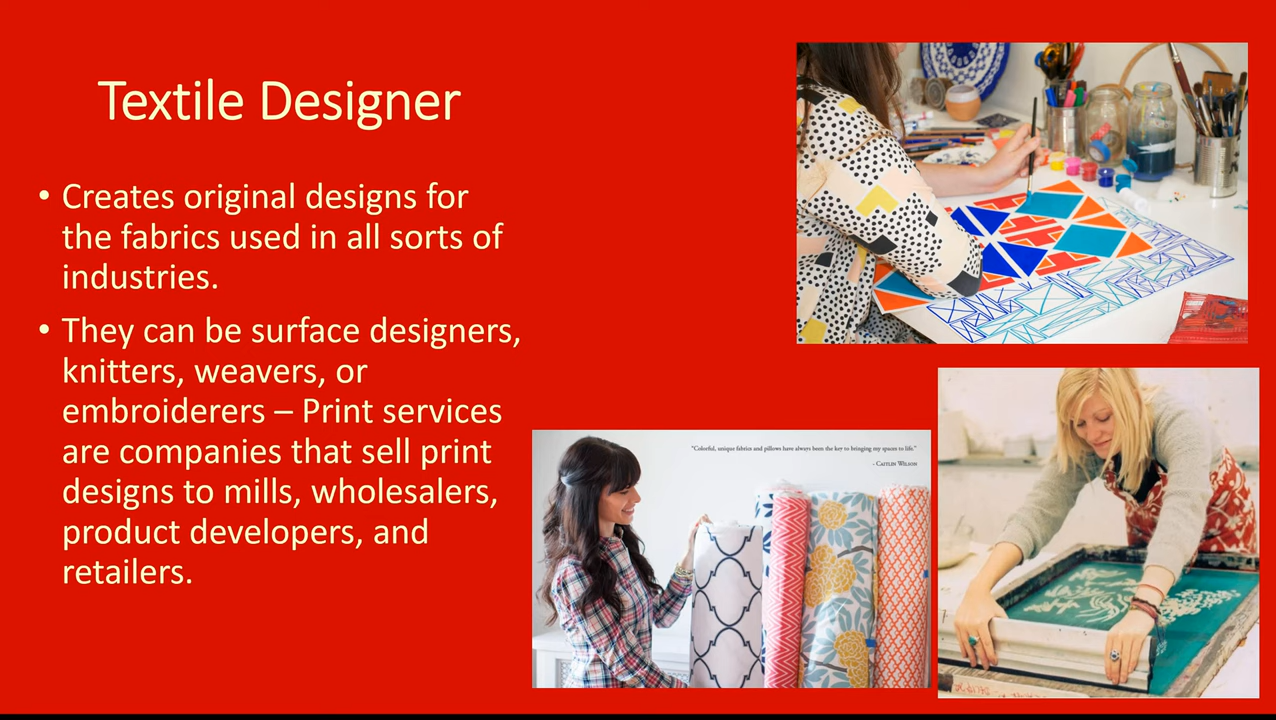 Textile Designer
• Creates original designs for
the fabrics used in all sorts of
industries.
• They can be surface designers,
knitters, weavers, or
embroiderers – Print services
are companies that sell print
designs to mills, wholesalers,
product developers, and
retailers.
"Colorful, unique fabrics and pillows have always been the key to bringing my spaces to life."
- Caitlin Wilson